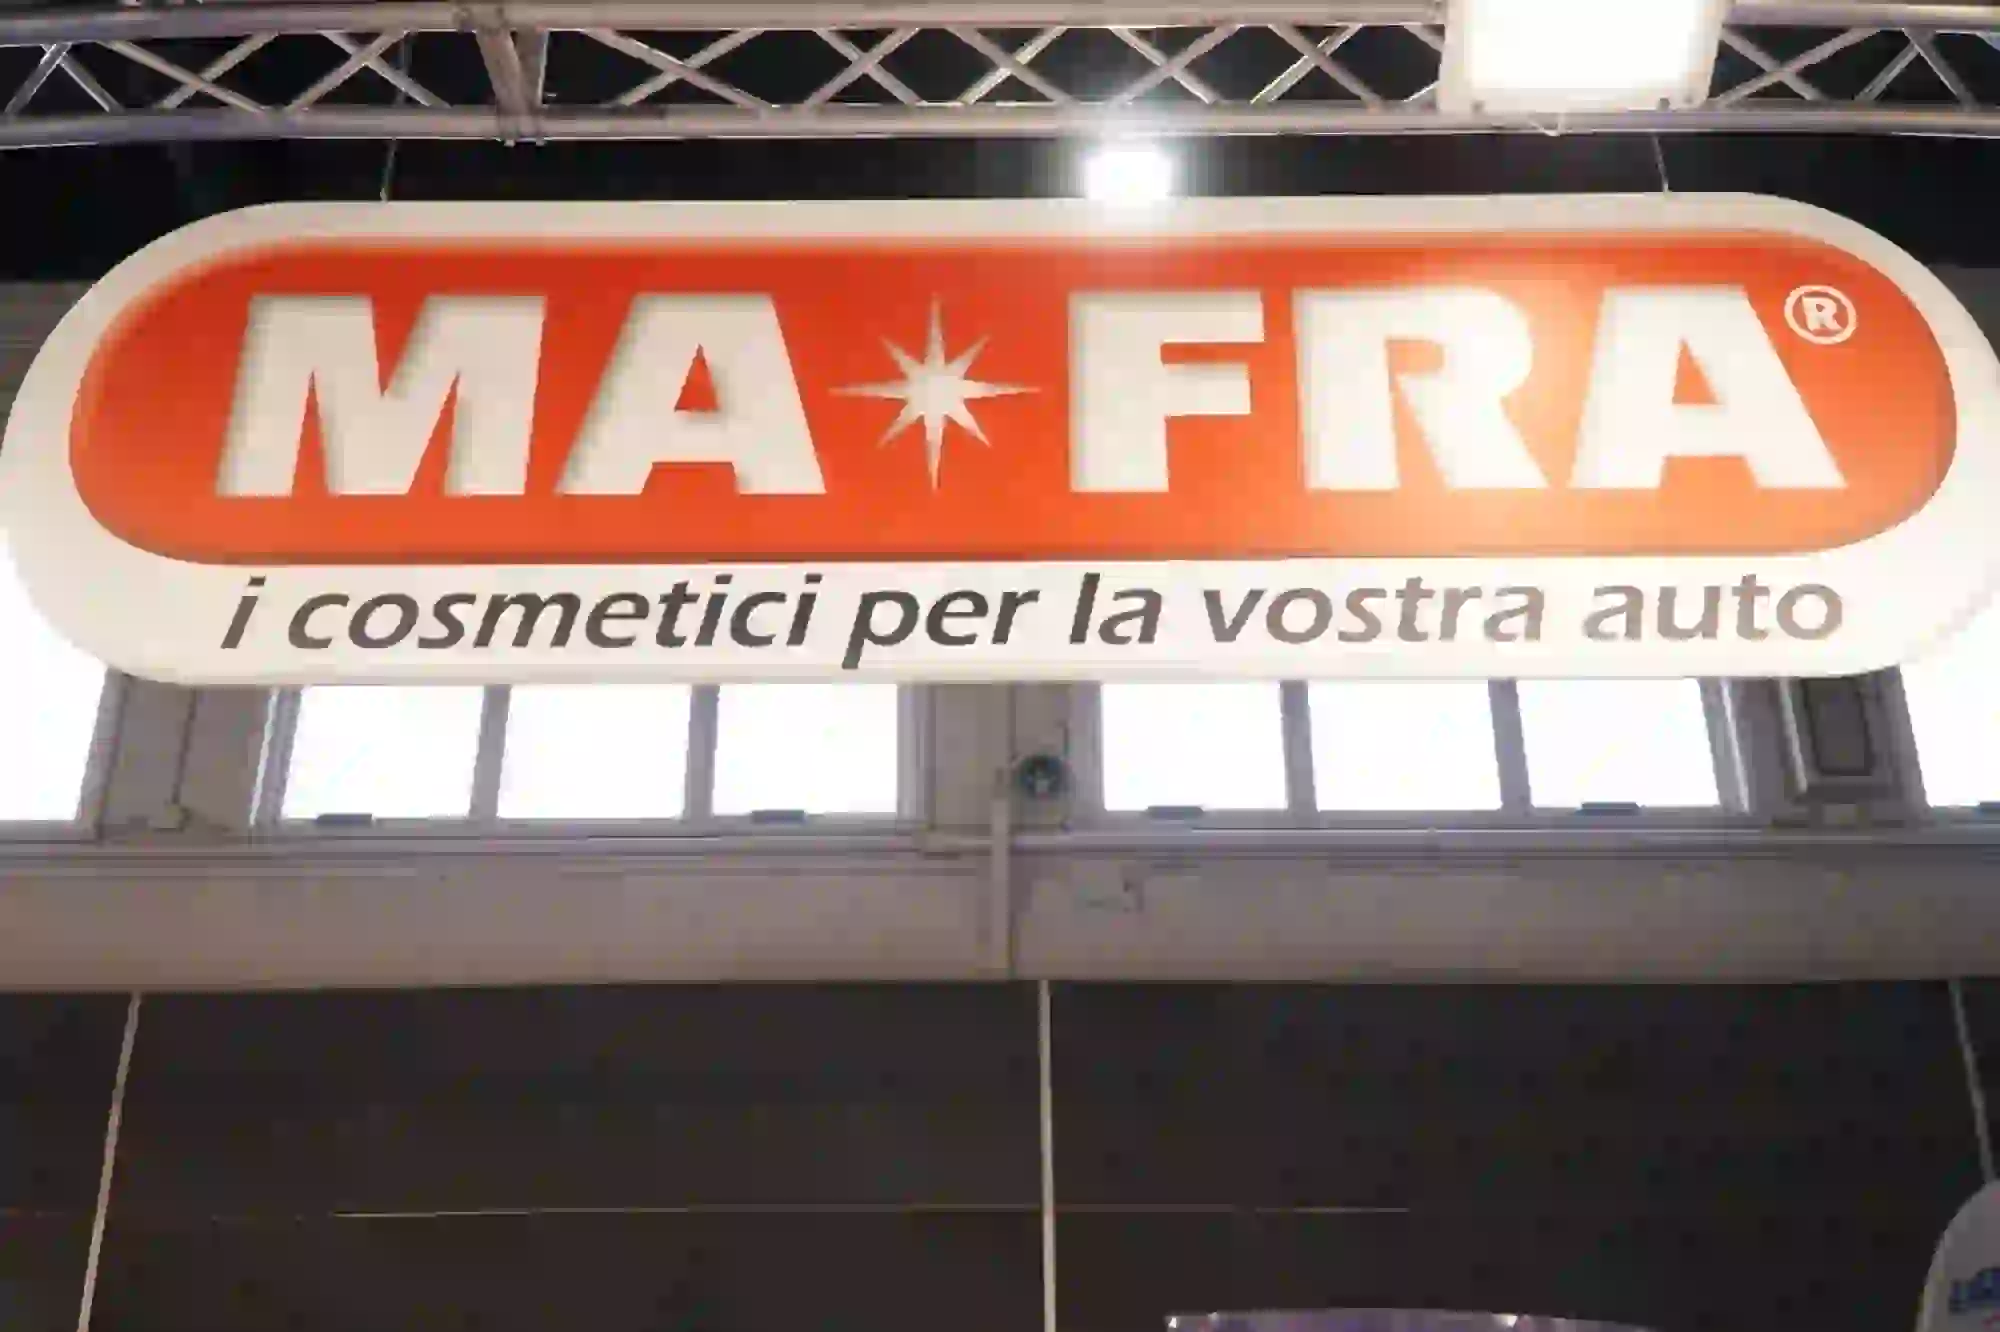 MA★FRA®
i cosmetici per la vostra auto